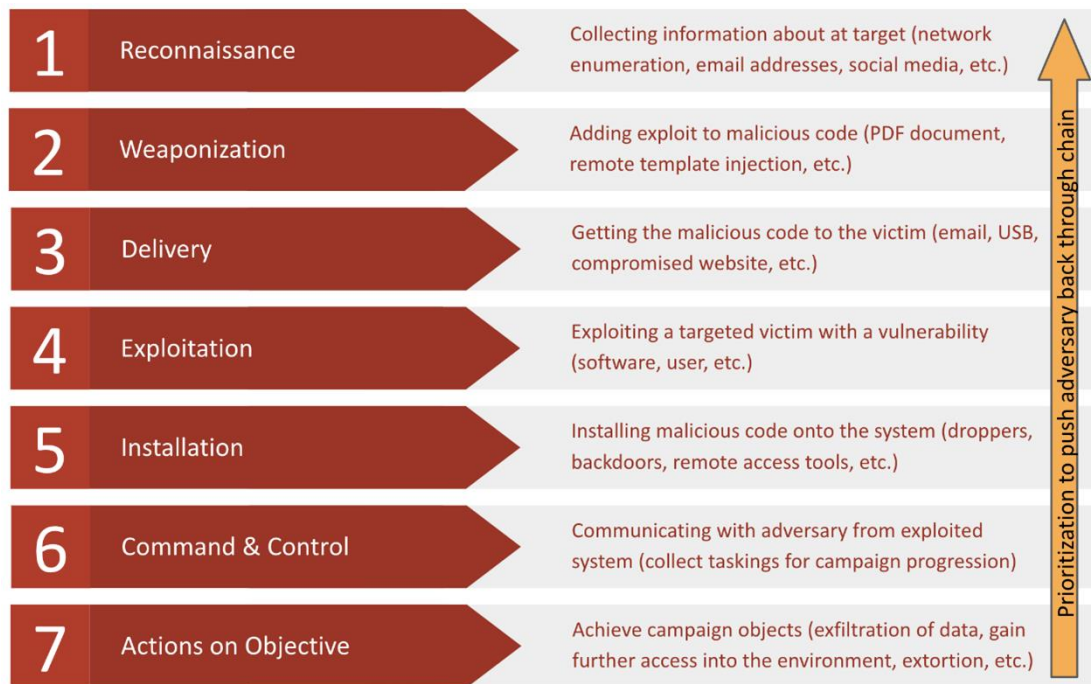 1
Reconnaissance
Collecting information about at target (network
enumeration, email addresses, social media, etc.)
2
Weaponization
Adding exploit to malicious code (PDF document,
remote template injection, etc.)
3
Delivery
Getting the malicious code to the victim (email, USB,
compromised website, etc.)
4
Exploitation
Exploiting a targeted victim with a vulnerability
(software, user, etc.)
5
Installation
Installing malicious code onto the system (droppers,
backdoors, remote access tools, etc.)
6
Command & Control
Communicating with adversary from exploited
system (collect taskings for campaign progression)
7
Actions on Objective
Achieve campaign objects (exfiltration of data, gain
further access into the environment, extortion, etc.)
Prioritization to push adversary back through chain